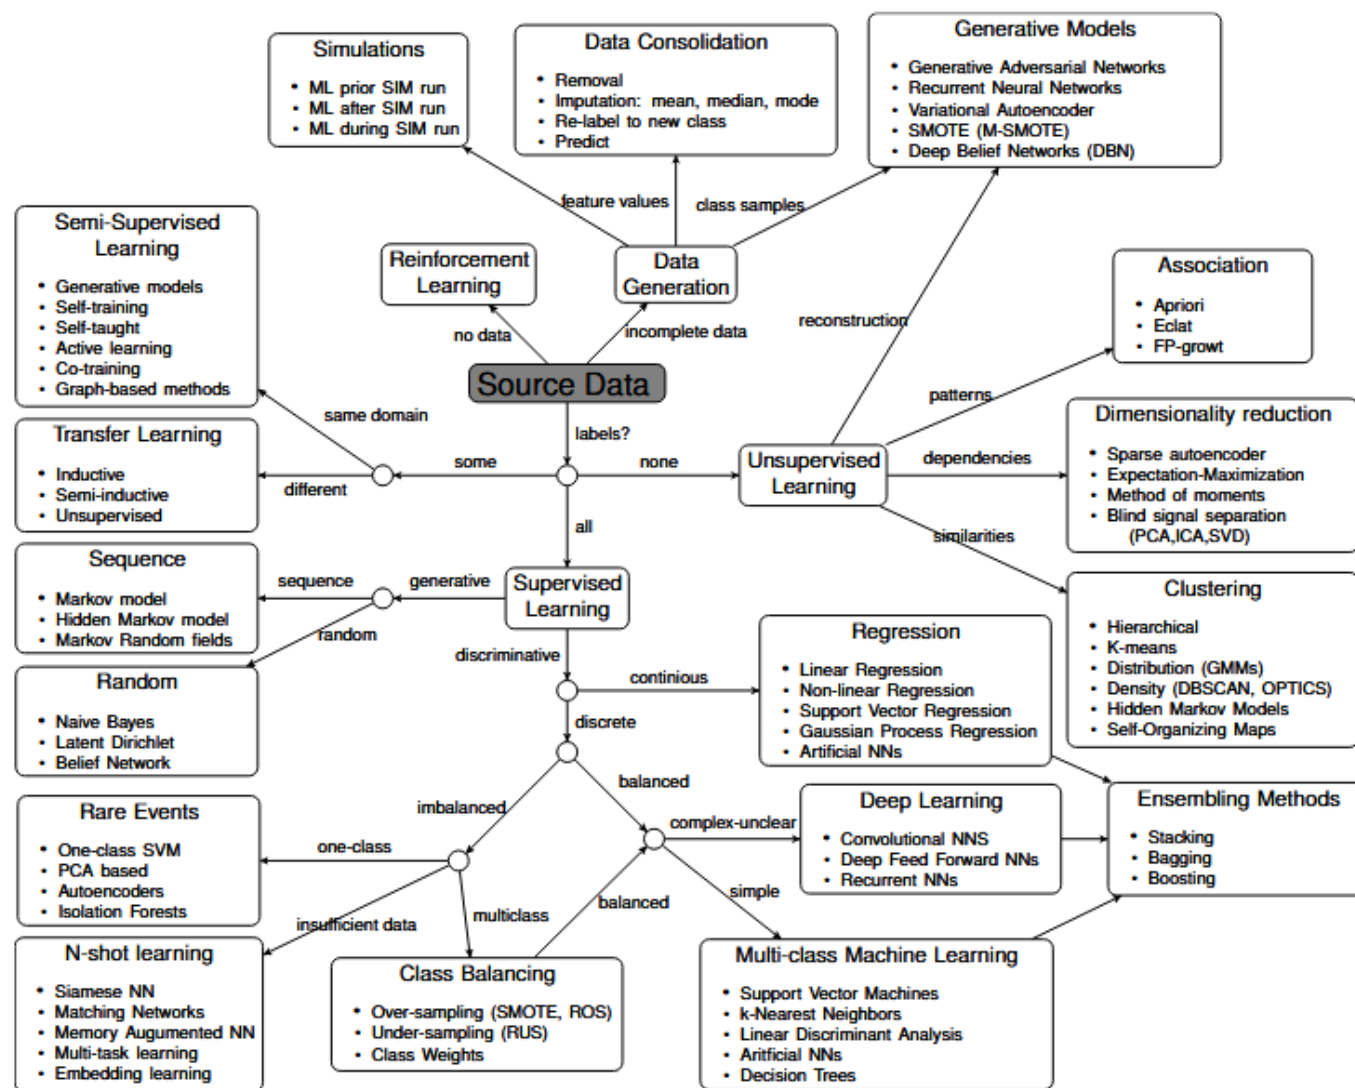 Simulations
• ML prior SIM run
• ML after SIM run
• ML during SIM run
Data Consolidation
• Removal
• Imputation: mean, median, mode
• Re-label to new class
• Predict
Generative Models
• Generative Adversarial Networks
• Recurrent Neural Networks
• Variational Autoencoder
• SMOTE (M-SMOTE)
• Deep Belief Networks (DBN)
feature values
class samples
Semi-Supervised
Learning
• Generative models
• Self-training
• Self-taught
• Active learning
• Co-training
• Graph-based methods
Reinforcement
Learning
Data
Generation
Association
• Apriori
• Eclat
• FP-growt
reconstruction
no data
incomplete data
Source Data
same domain
labels?
patterns
Transfer Learning
• Inductive
• Semi-inductive
• Unsupervised
some
different
none
Unsupervised
Learning
dependencies
Dimensionality reduction
• Sparse autoencoder
• Expectation-Maximization
• Method of moments
• Blind signal separation
(PCA,ICA,SVD)
all
similarities
Sequence
• Markov model
• Hidden Markov model
• Markov Random fields
sequence
generative
random
Supervised
Learning
Clustering
• Hierarchical
• K-means
• Distribution (GMMs)
• Density (DBSCAN, OPTICS)
• Hidden Markov Models
• Self-Organizing Maps
discriminative
continious
Regression
• Linear Regression
• Non-linear Regression
• Support Vector Regression
• Gaussian Process Regression
• Artificial NNs
Random
• Naive Bayes
• Latent Dirichlet
• Belief Network
discrete
imbalanced
balanced
Rare Events
• One-class SVM
• PCA based
• Autoencoders
• Isolation Forests
one-class
complex-unclear
Deep Learning
• Convolutional NNS
• Deep Feed Forward NNs
• Recurrent NNs
Ensembling Methods
• Stacking
• Bagging
• Boosting
insufficient data
multiclass
balanced
simple
N-shot learning
• Siamese NN
• Matching Networks
• Memory Augumented NN
• Multi-task learning
• Embedding learning
Class Balancing
• Over-sampling (SMOTE, ROS)
• Under-sampling (RUS)
• Class Weights
Multi-class Machine Learning
• Support Vector Machines
• k-Nearest Neighbors
• Linear Discriminant Analysis
• Aritficial NNs
• Decision Trees